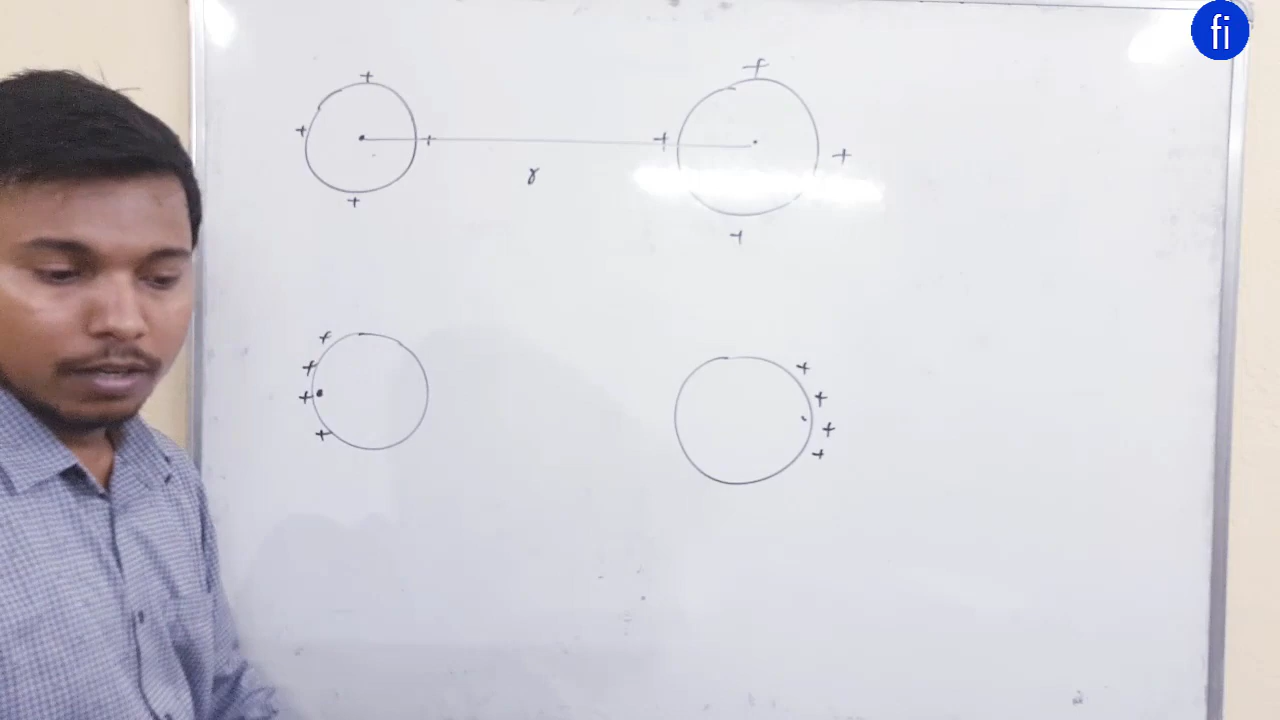 fi
+ +
+ + + +
r
+ +
+ +
+ +
+ +
+ +